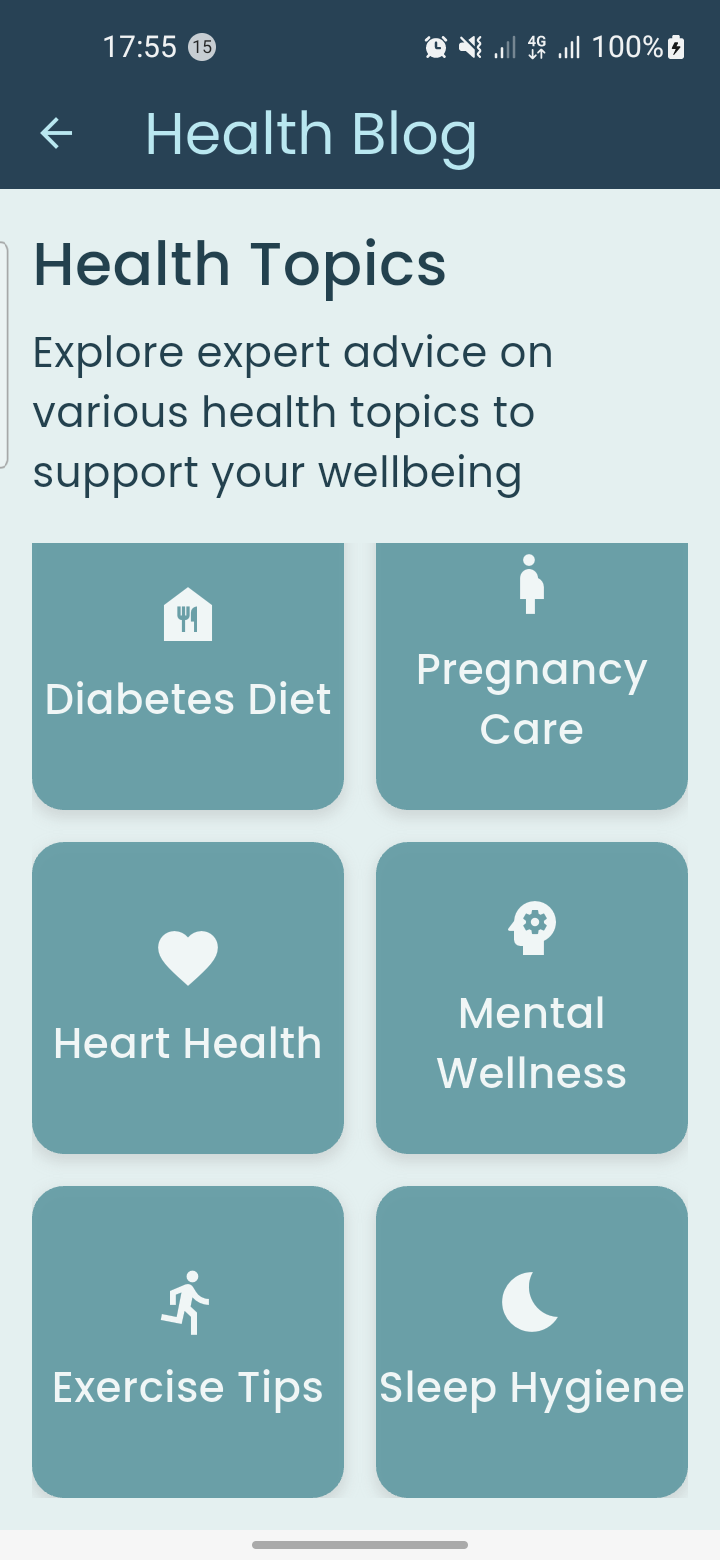 17:55 15 4G 100%
Health Blog
Health Topics
Explore expert advice on
various health topics to
support your wellbeing
Diabetes Diet
Pregnancy
Care
Heart Health
Mental
Wellness
Exercise Tips
Sleep Hygiene